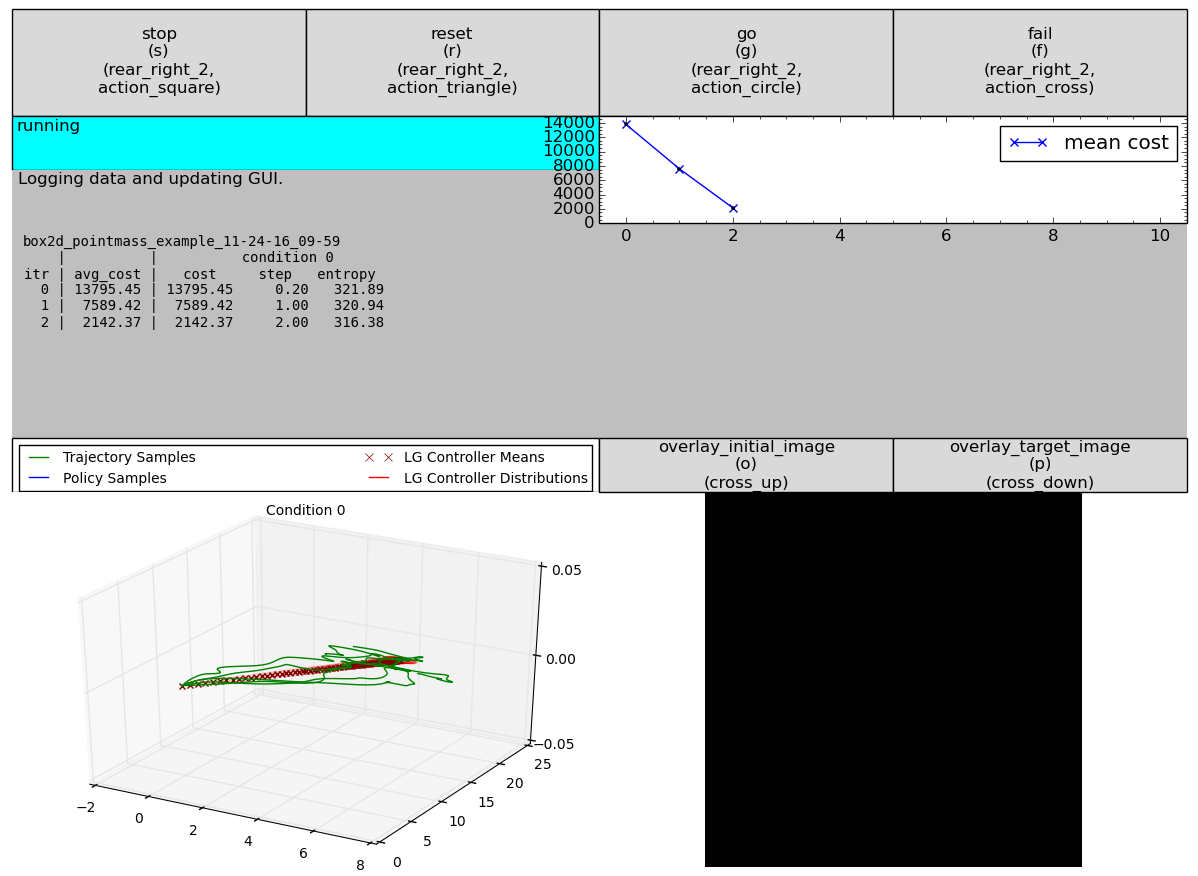 stop
(s)
(rear_right_2,
action_square)
reset
(r)
(rear_right_2,
action_triangle)
go
(g)
(rear_right_2,
action_circle)
fail
(f)
(rear_right_2,
action_cross)
running
14000
12000
10000
8000
6000
4000
2000
0
mean cost
0 2 4 6 8 10
Logging data and updating GUI.
box2d_pointmass_example_11-24-16_09-59
| | condition 0
itr | avg_cost | cost step entropy
0 | 13795.45 | 13795.45 0.20 321.89
1 | 7589.42 | 7589.42 1.00 320.94
2 | 2142.37 | 2142.37 2.00 316.38
Trajectory Samples
Policy Samples
LG Controller Means
LG Controller Distributions
overlay_initial_image
(o)
(cross_up)
overlay_target_image
(p)
(cross_down)
Condition 0
0.05
0.00
−0.05
25
20
15
10
5
0
−2
0
2
4
6
8